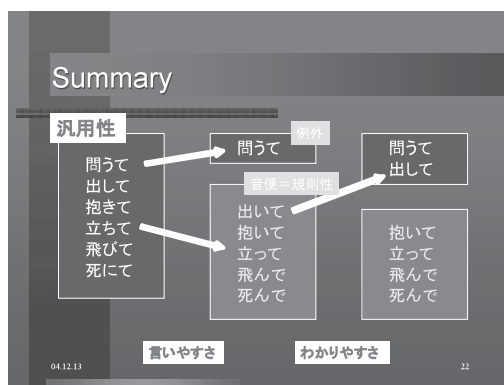 Summary
汎用性
問うて
出して
抱きて
立ちて
飛びて
死にて
例外
問うて
音便＝規則性
出いて
抱いて
立って
飛んで
死んで
問うて
出して
抱いて
立って
飛んで
死んで
言いやすさ
わかりやすさ
04.12.13
22